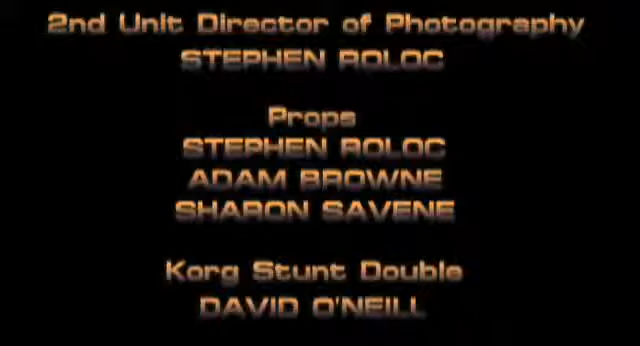 2nd Unit Director of Photography
STEPHEN ROLOC
Props
STEPHEN ROLOC
ADAM BROWNE
SHARON SAVENE
Korg Stunt Double
DAVID O'NEILL